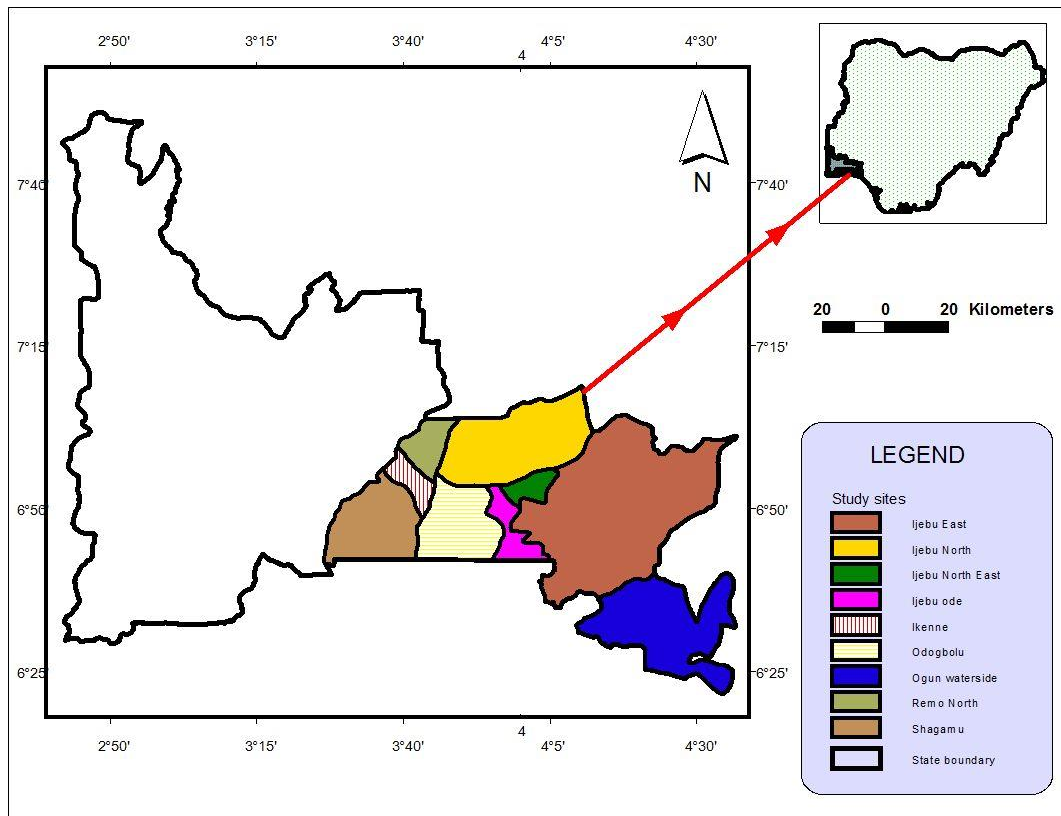 2°50' 3°15' 3°40' 4°5' 4°30'
4
N
7°40' 7°40'
20 0 20 Kilometers
7°15' 7°15'
LEGEND
Study sites
6°50' 6°50'
Ijebu East
Ijebu North
Ijebu North East
Ijebu ode
Ikenne
Odogbolu
6°25' 6°25'
Ogun waterside
Remo North
Shagamu
State boundary
4
2°50' 3°15' 3°40' 4°5' 4°30'